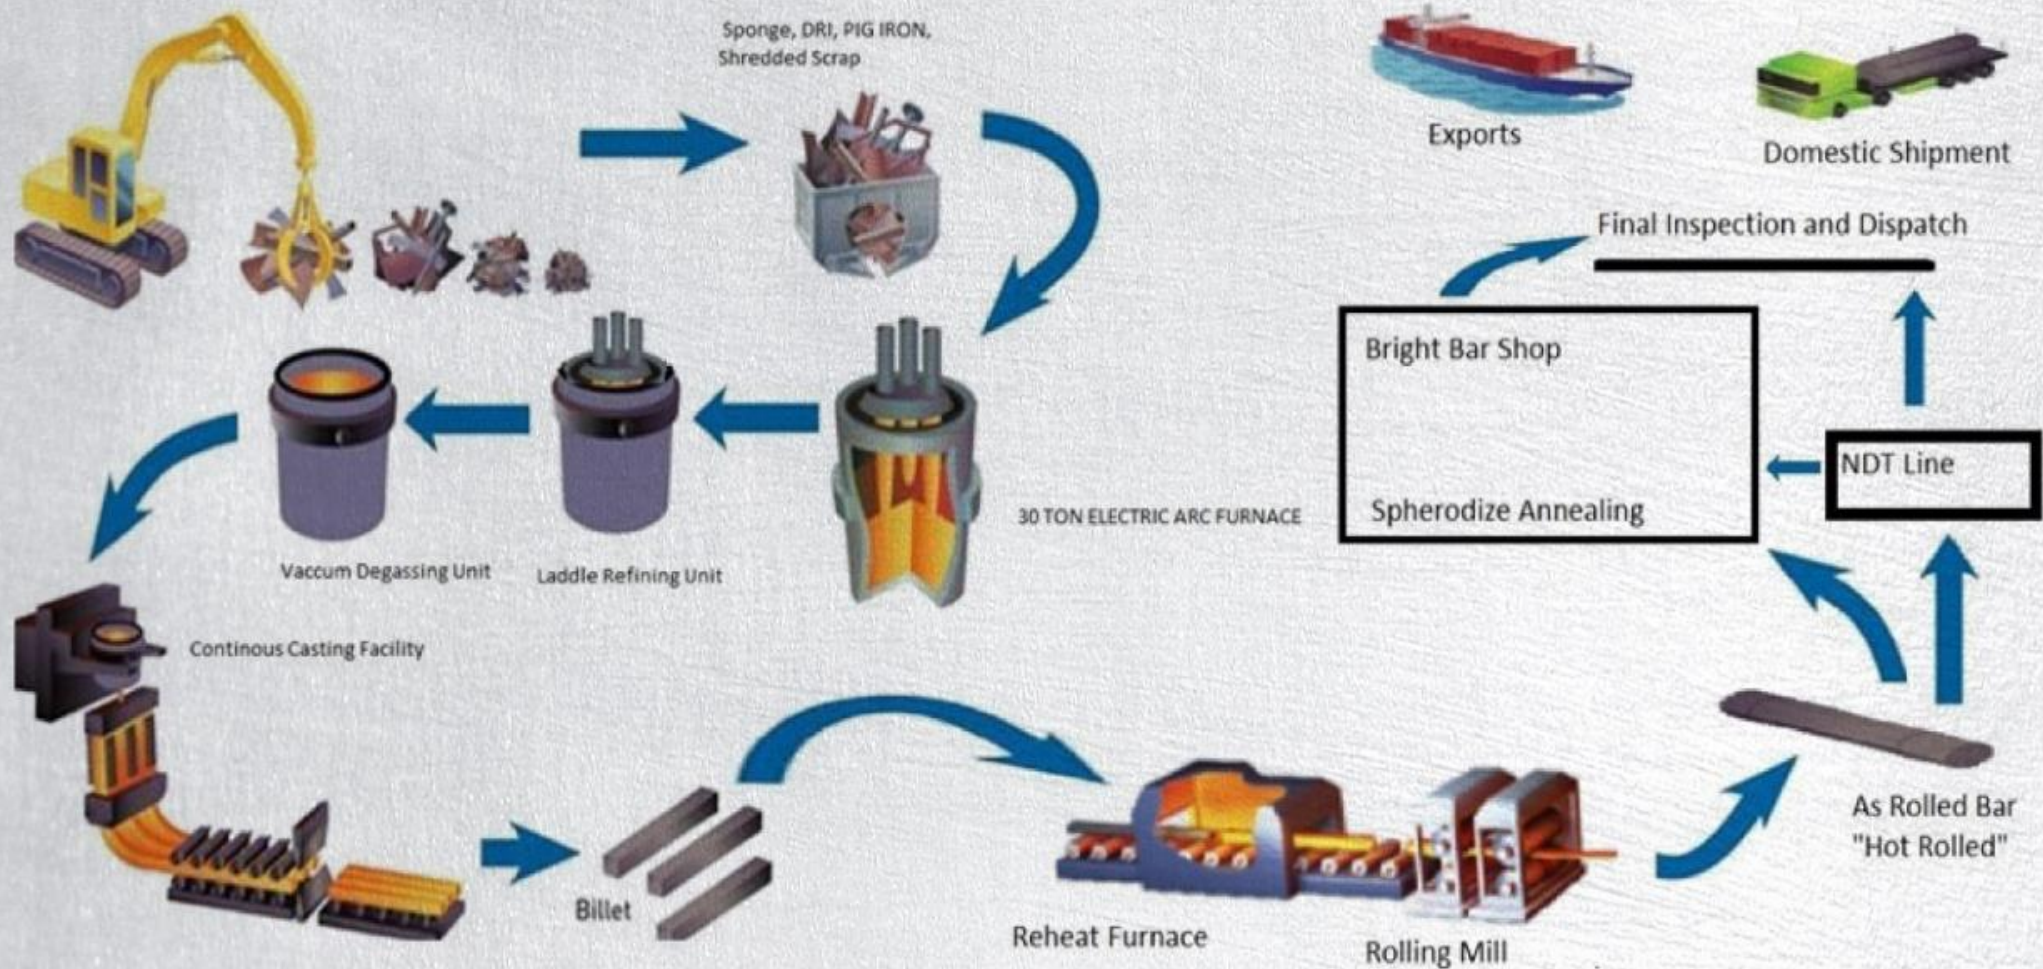 Sponge, DRI, PIG IRON,
Shredded Scrap
Exports
Domestic Shipment
Final Inspection and Dispatch
Bright Bar Shop
NDT Line
Spherodize Annealing
30 TON ELECTRIC ARC FURNACE
Vaccum Degassing Unit
Laddle Refining Unit
Continous Casting Facility
As Rolled Bar
"Hot Rolled"
Billet
Reheat Furnace
Rolling Mill